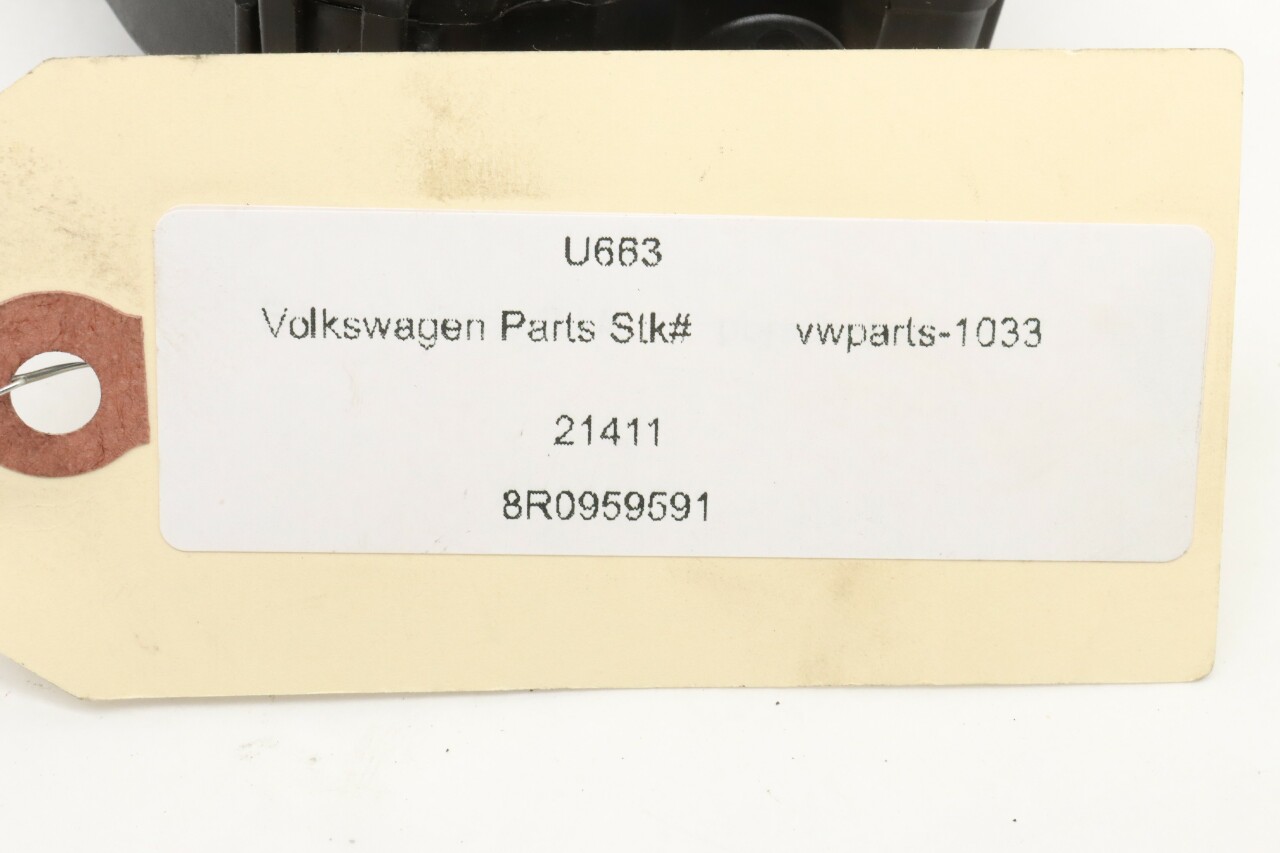 U663
Volkswagen Parts Stk# vwparts-1033
21411
8R0959591